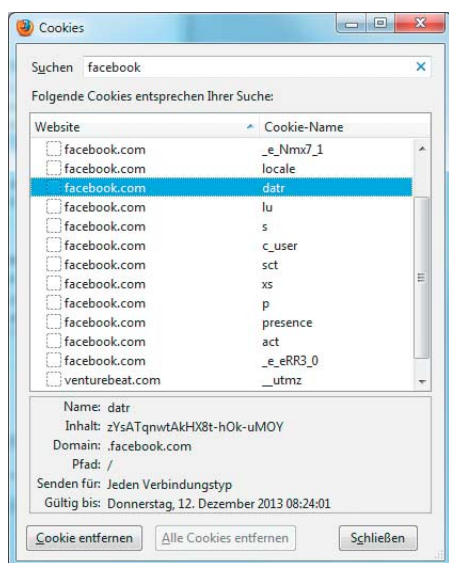 Cookies
Suchen facebook
Folgende Cookies entsprechen Ihrer Suche:
Website Cookie-Name
facebook.com _e_Nmx7_1
facebook.com locale
facebook.com datr
facebook.com lu
facebook.com s
facebook.com c_user
facebook.com sct
facebook.com xs
facebook.com p
facebook.com presence
facebook.com act
facebook.com _e_eRR3_0
venturebeat.com __utmz
Name: datr
Inhalt: zYsATqnwtAkHX8t-hOk-uMOY
Domain: .facebook.com
Pfad: /
Senden für: Jeden Verbindungstyp
Gültig bis: Donnerstag, 12. Dezember 2013 08:24:01
Cookie entfernen Alle Cookies entfernen Schließen